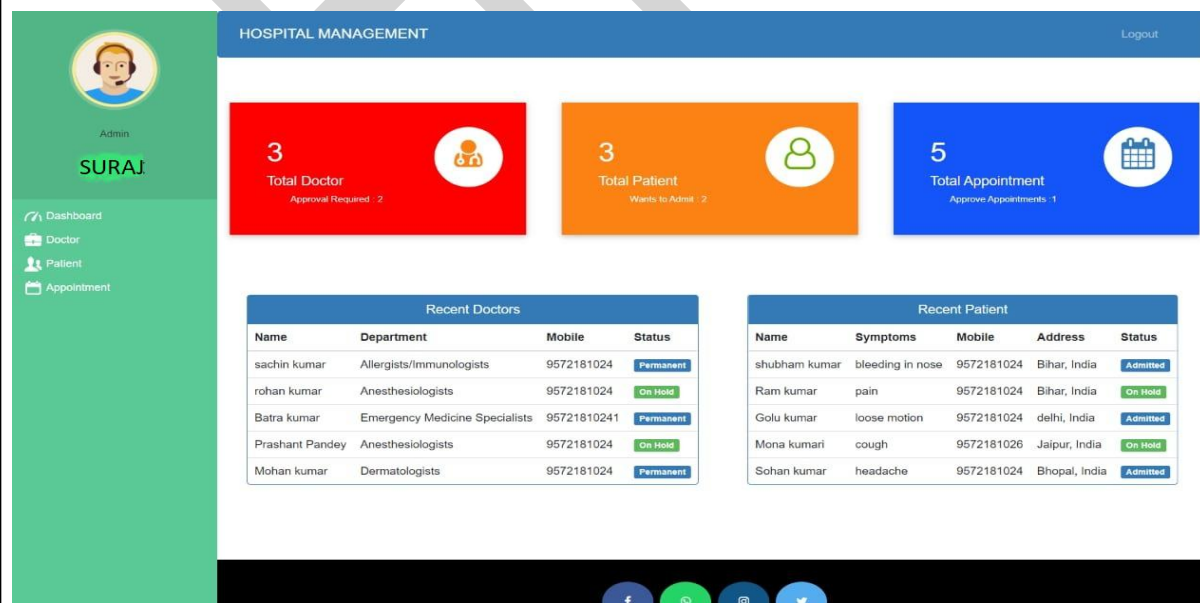 HOSPITAL MANAGEMENT
Logout
Admin
SURAJ
Dashboard
Doctor
Patient
Appointment
3
Total Doctor
Approval Required : 2
3
Total Patient
Wants to Admit : 2
5
Total Appointment
Approve Appointments :1
Recent Doctors
Name Department Mobile Status
sachin kumar Allergists/Immunologists 9572181024 Permanent
rohan kumar Anesthesiologists 9572181024 On Hold
Batra kumar Emergency Medicine Specialists 95721810241 Permanent
Prashant Pandey Anesthesiologists 9572181024 On Hold
Mohan kumar Dermatologists 9572181024 Permanent
Recent Patient
Name Symptoms Mobile Address Status
shubham kumar bleeding in nose 9572181024 Bihar, India Admitted
Ram kumar pain 9572181024 Bihar, India On Hold
Golu kumar loose motion 9572181024 delhi, India Admitted
Mona kumari cough 9572181026 Jaipur, India On Hold
Sohan kumar headache 9572181024 Bhopal, India Admitted